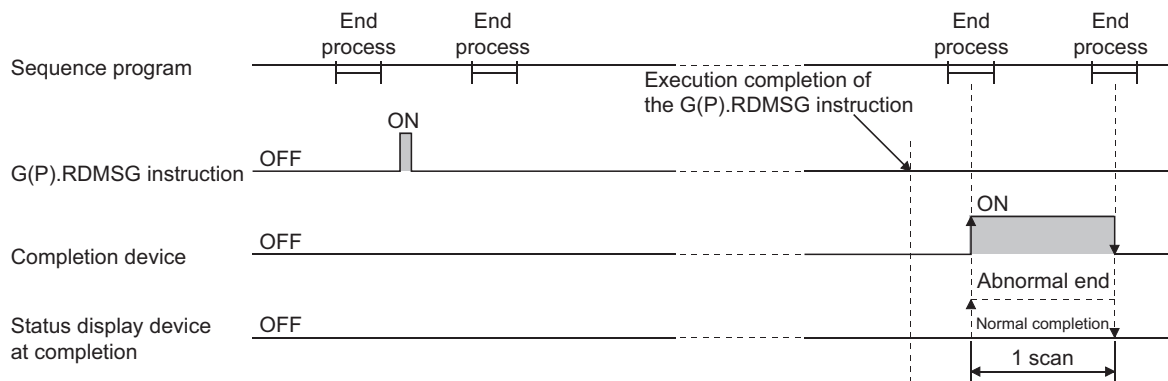 End process
End process
End process
End process
Sequence program
Execution completion of
the G(P).RDMSG instruction
ON
OFF
G(P).RDMSG instruction
ON
OFF
Completion device
Abnormal end
OFF
Status display device
at completion
Normal completion
1 scan